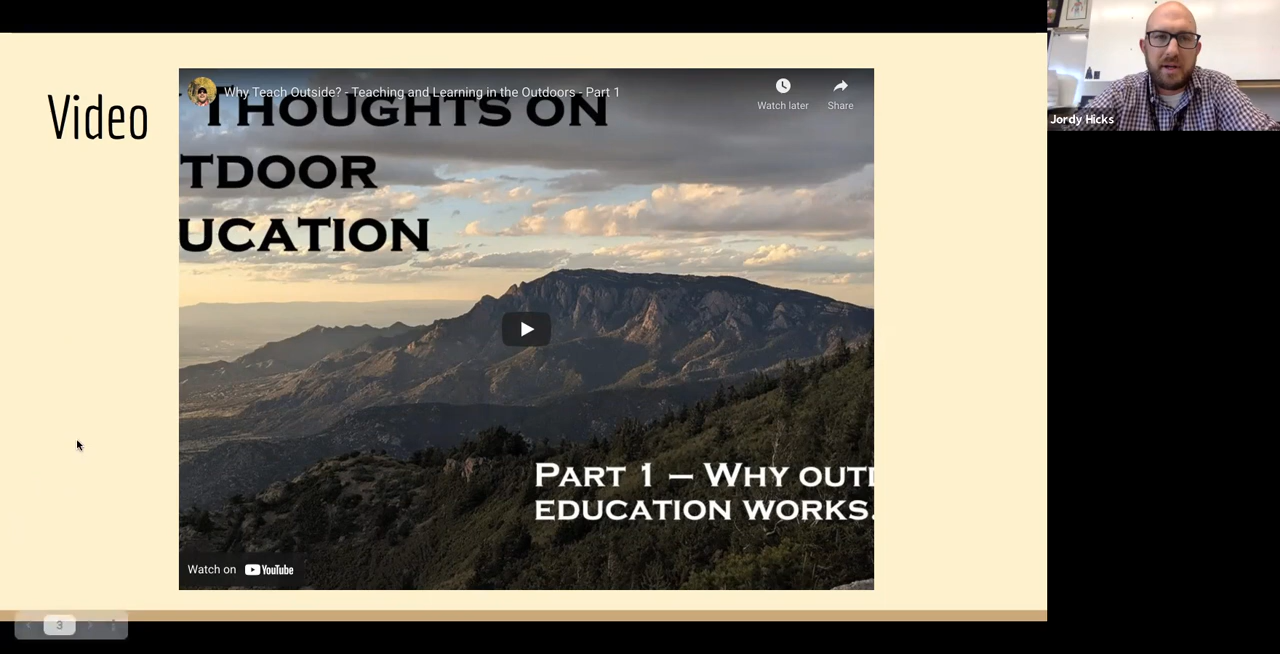 Video
Why Teach Outside? - Teaching and Learning in the Outdoors - Part 1
Watch later
Share
THOUGHTS ON
TDOOR
UCATION
PART 1 – WHY OUT
EDUCATION WORKS.
Watch on YouTube
Jordy Hicks
3